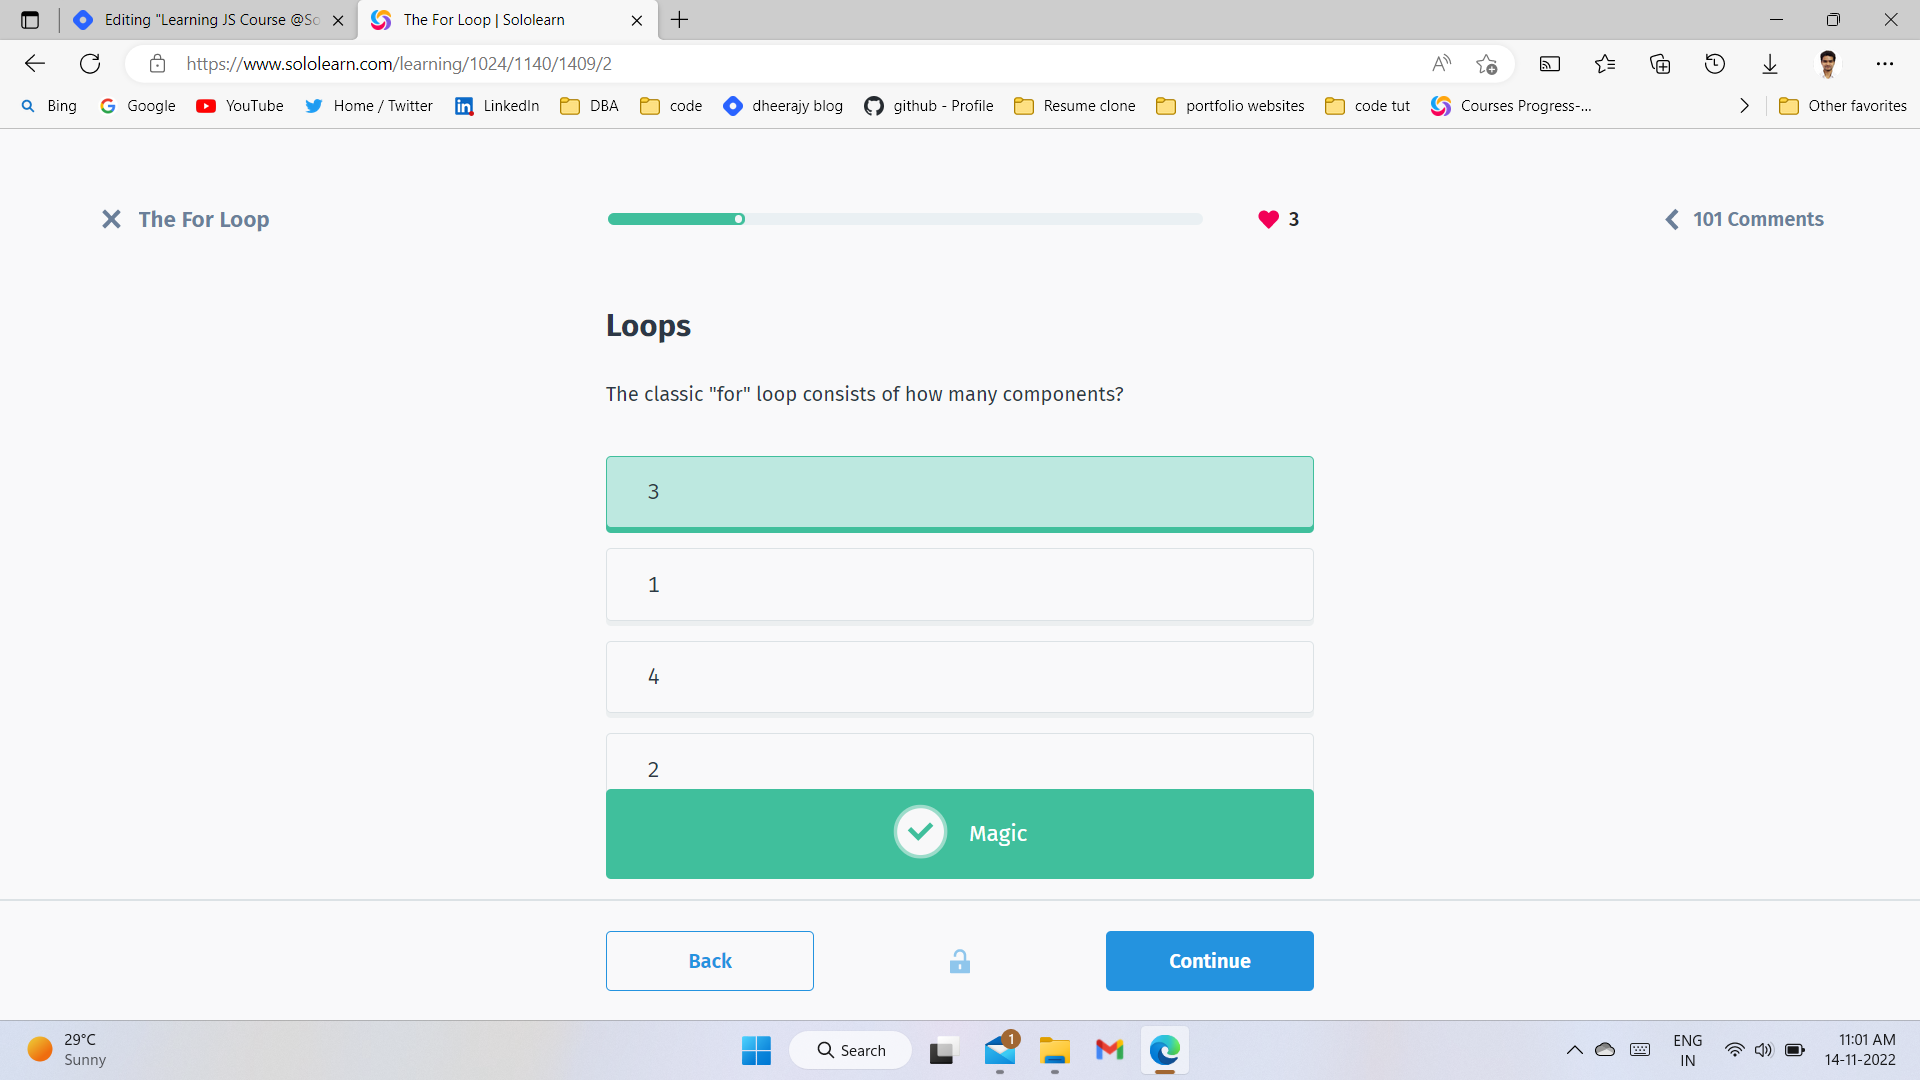 Editing "Learning JS Course @So
The For Loop | Sololearn
https://www.sololearn.com/learning/1024/1140/1409/2
Bing
Google
YouTube
Home / Twitter
LinkedIn
DBA
code
dheerajy blog
github - Profile
Resume clone
portfolio websites
code tut
Courses Progress-...
Other favorites
The For Loop
3
101 Comments
Loops
The classic "for" loop consists of how many components?
3
1
4
2
Magic
Back
Continue
29°C
Sunny
Search
1
ENG
IN
11:01 AM
14-11-2022